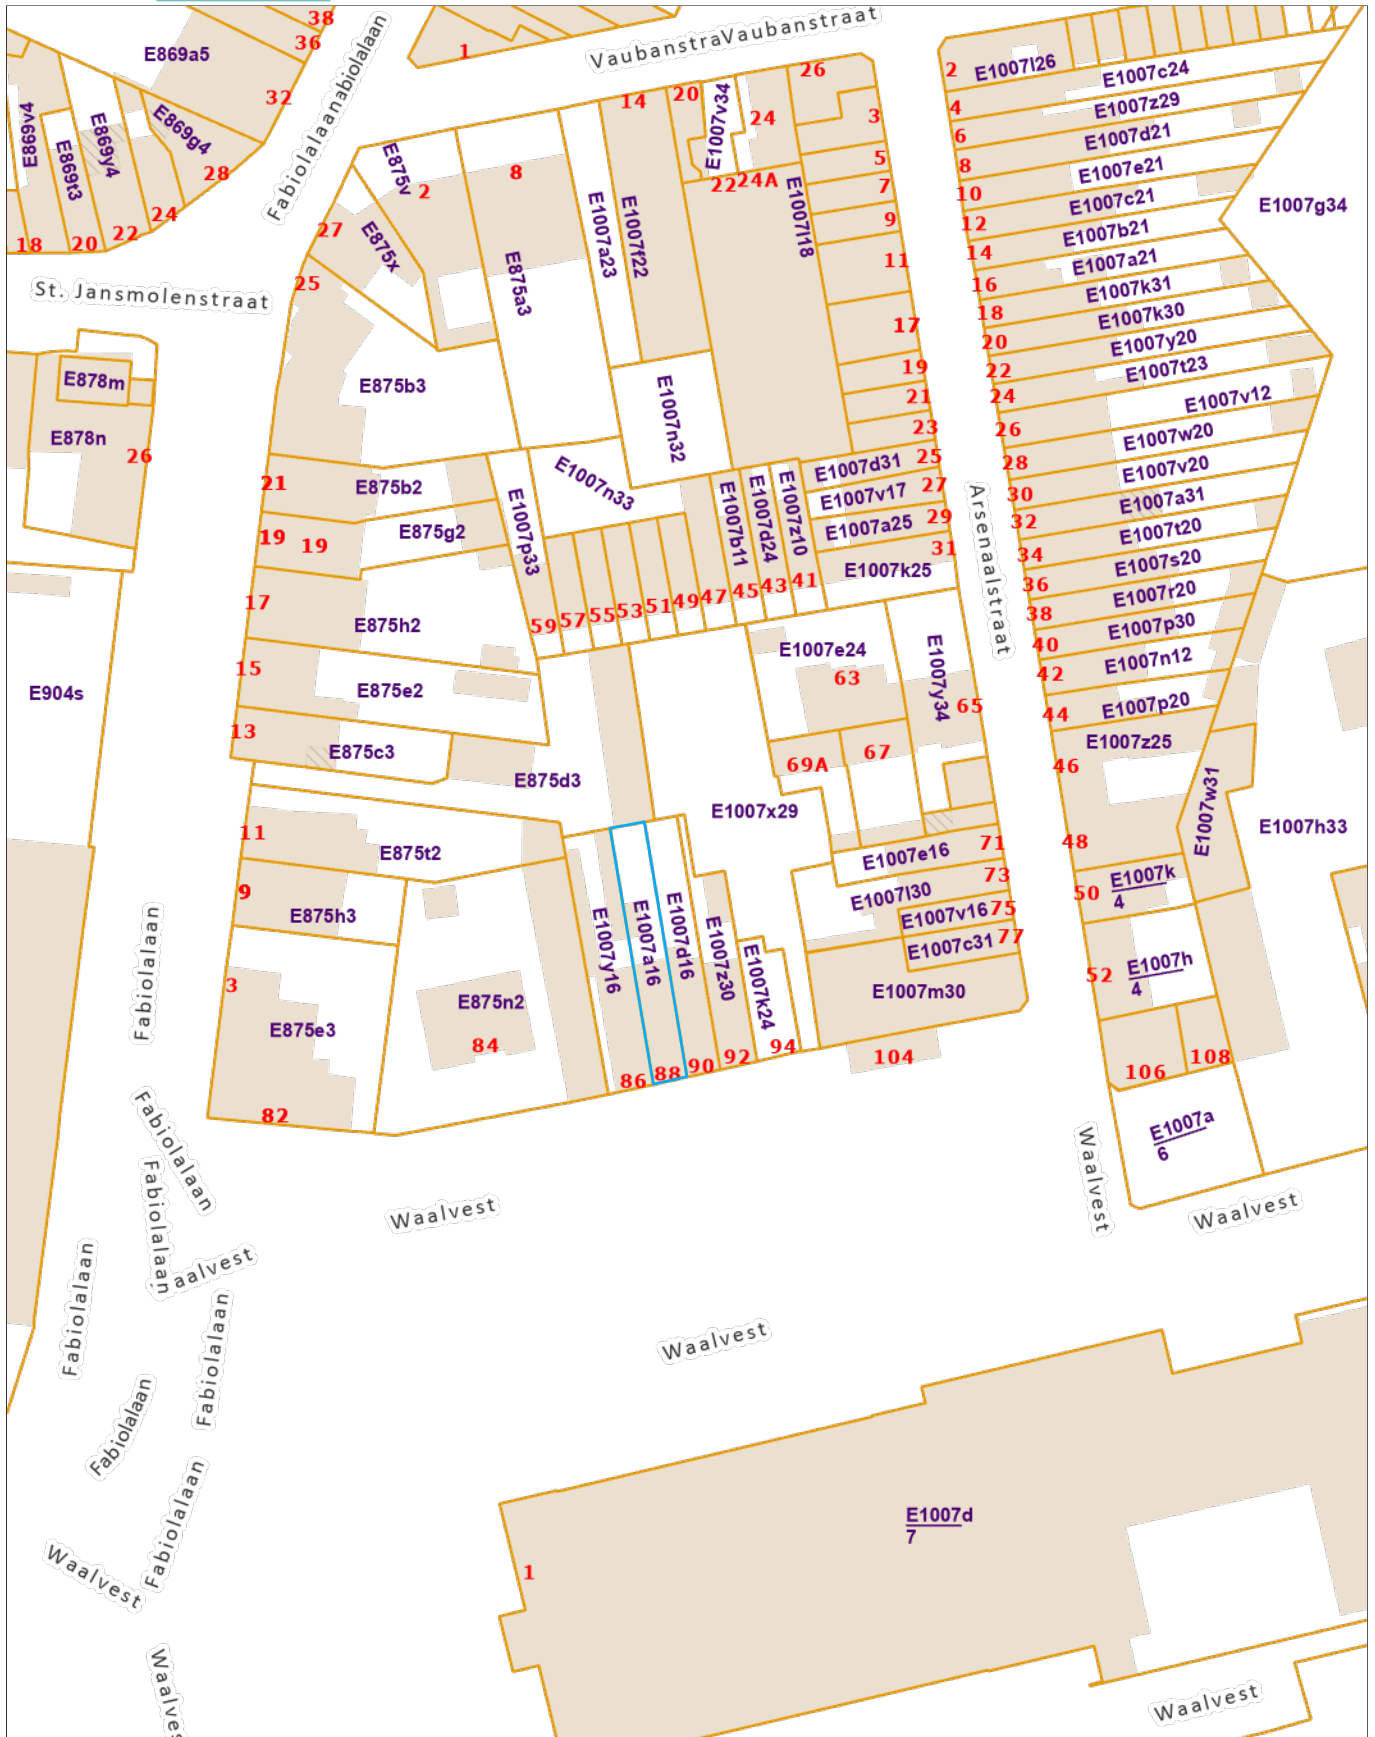 38
36
E869a5
32
Fabiolalaanabiolalaan
1
VaubanstraVaubanstraat
E869v4
E869t3
E869y4
E869g4
28
24
22
20
18
St. Jansmolenstraat
E875v
2
8
14
20
E1007v34
24
26
3
5
7
9
11
17
19
21
23
22
24A
E1007l18
27
E875x
25
E875a3
E1007a23
E1007f22
E875b3
E1007n32
E878m
E878n
26
2
E1007l26
E1007c24
4
E1007z29
6
E1007d21
8
E1007e21
10
E1007c21
12
E1007b21
14
E1007a21
16
E1007k31
18
E1007k30
20
E1007y20
22
E1007t23
24
E1007v12
26
E1007w20
28
E1007v20
30
E1007a31
32
E1007t20
34
E1007s20
36
E1007r20
38
E1007p30
40
E1007n12
42
E1007p20
44
E1007z25
46
E1007g34
21
E875b2
19
19
E875g2
17
E875h2
15
E875e2
13
E875c3
E875d3
E1007p33
E1007n33
E1007b11
E1007d24
E1007z10
E1007d31
25
E1007v17
27
E1007a25
29
E1007k25
31
59
57
55
53
51
49
47
45
43
41
Arsenaalstraat
E904s
E1007e24
63
E1007y34
65
69A
67
E1007x29
11
E875t2
9
E875h3
3
E875e3
82
E875n2
84
E1007y16
E1007a16
E1007d16
E1007z30
E1007k24
86
88
90
92
94
E1007e16
71
E1007l30
73
E1007v16
75
E1007c31
77
E1007m30
104
48
E1007w31
E1007h33
50
E1007k
4
52
E1007h
4
106
108
E1007a
6
Fabiolalaan
Fabiolalaan
Fabiolalaan
aalvest
Fabiolalaan
Fabiolalaan
Fabiolalaan
Fabiolalaan
Waalvest
Waalvest
Waalvest
Waalvest
Waalves
Waalvest
E1007d
7
1
Waalvest